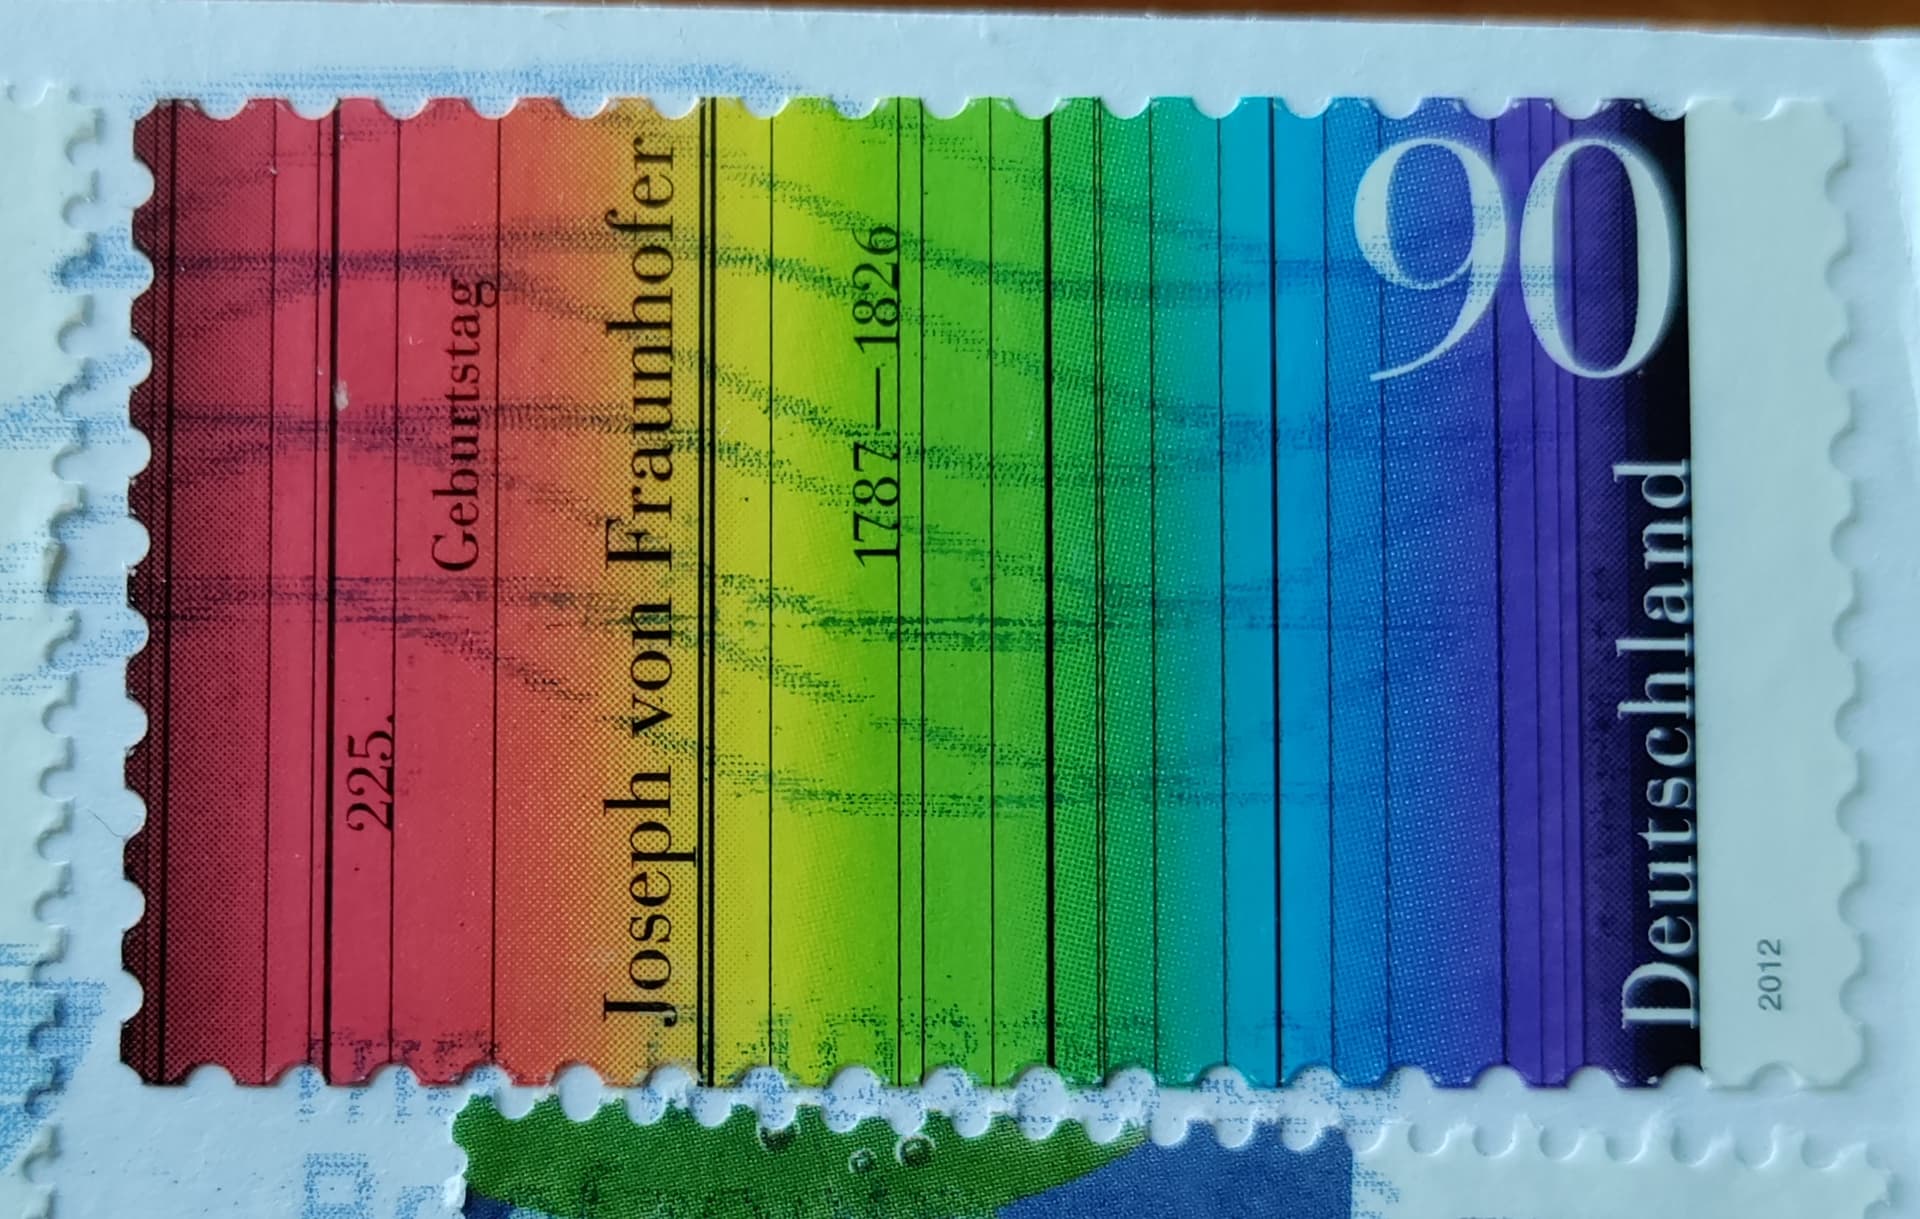 225.
Geburtstag
Joseph von Fraunhofer
1787—1826
90
Deutschland
2012